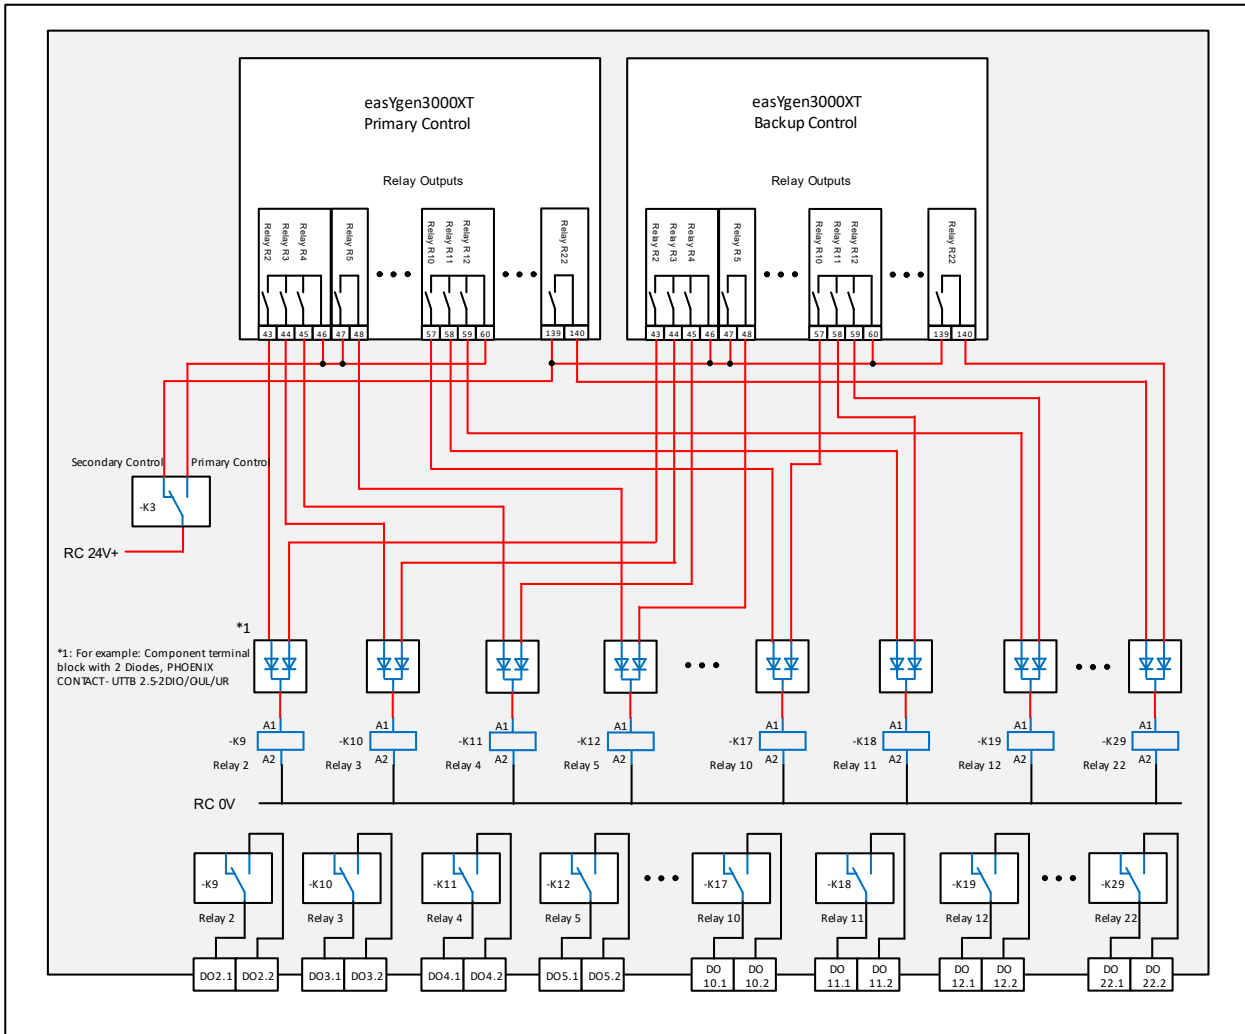 easYgen3000XT
Primary Control
easYgen3000XT
Backup Control
Relay Outputs
Relay Outputs
Relay R2
Relay R3
Relay R4
Relay R5
Relay R10
Relay R11
Relay R12
Relay R22
Relay R2
Relay R3
Relay R4
Relay R5
Relay R10
Relay R11
Relay R12
Relay R22
43 44 45 46 47 48 57 58 59 60 139 140
43 44 45 46 47 48 57 58 59 60 139 140
Secondary Control
Primary Control
-K3
RC 24V+
*1
*1: For example: Component terminal
block with 2 Diodes, PHOENIX
CONTACT- UTTB 2.5-2DIO/OUL/UR
A1 A1 A1 A1 A1 A1 A1 A1
-K9 -K10 -K11 -K12 -K17 -K18 -K19 -K29
A2 A2 A2 A2 A2 A2 A2 A2
Relay 2 Relay 3 Relay 4 Relay 5 Relay 10 Relay 11 Relay 12 Relay 22
RC 0V
-K9 -K10 -K11 -K12 -K17 -K18 -K19 -K29
Relay 2 Relay 3 Relay 4 Relay 5 Relay 10 Relay 11 Relay 12 Relay 22
DO2.1 DO2.2 DO3.1 DO3.2 DO4.1 DO4.2 DO5.1 DO5.2
DO DO DO DO DO DO DO DO
10.1 10.2 11.1 11.2 12.1 12.2 22.1 22.2